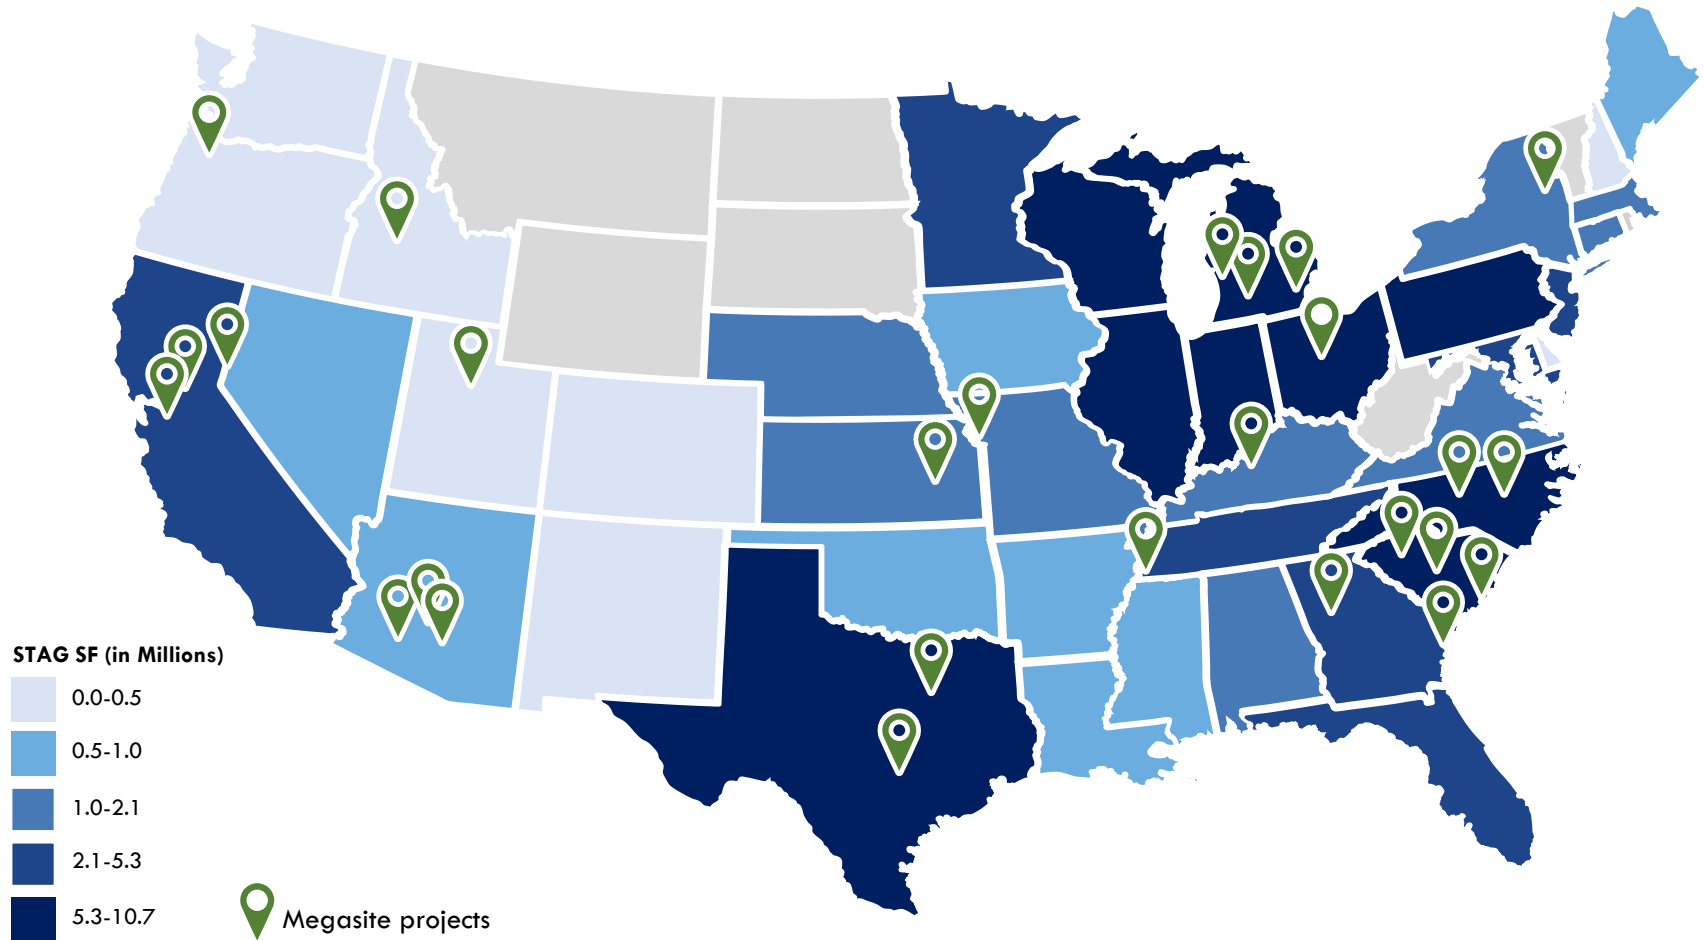 STAG SF (in Millions)
0.0-0.5
0.5-1.0
1.0-2.1
2.1-5.3
5.3-10.7
Megasite projects